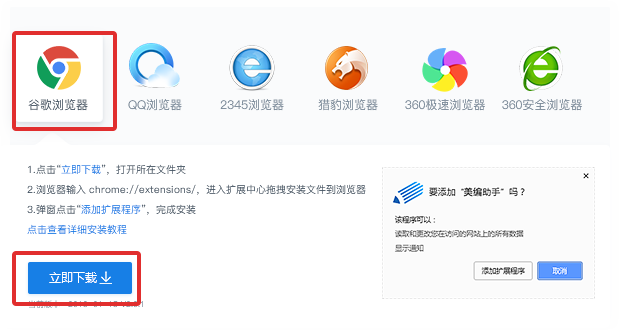 谷歌浏览器
QQ浏览器
2345浏览器
猎豹浏览器
360极速浏览器
360安全浏览器
1.点击“立即下载”，打开所在文件夹
2.浏览器输入 chrome://extensions/，进入扩展中心拖拽安装文件到浏览器
3.弹窗点击“添加扩展程序”，完成安装
点击查看详细安装教程
立即下载
要添加“美编助手”吗？
该程序可以：
读取和更改您在访问的网站上的所有数据
显示通知
添加扩展程序
取消